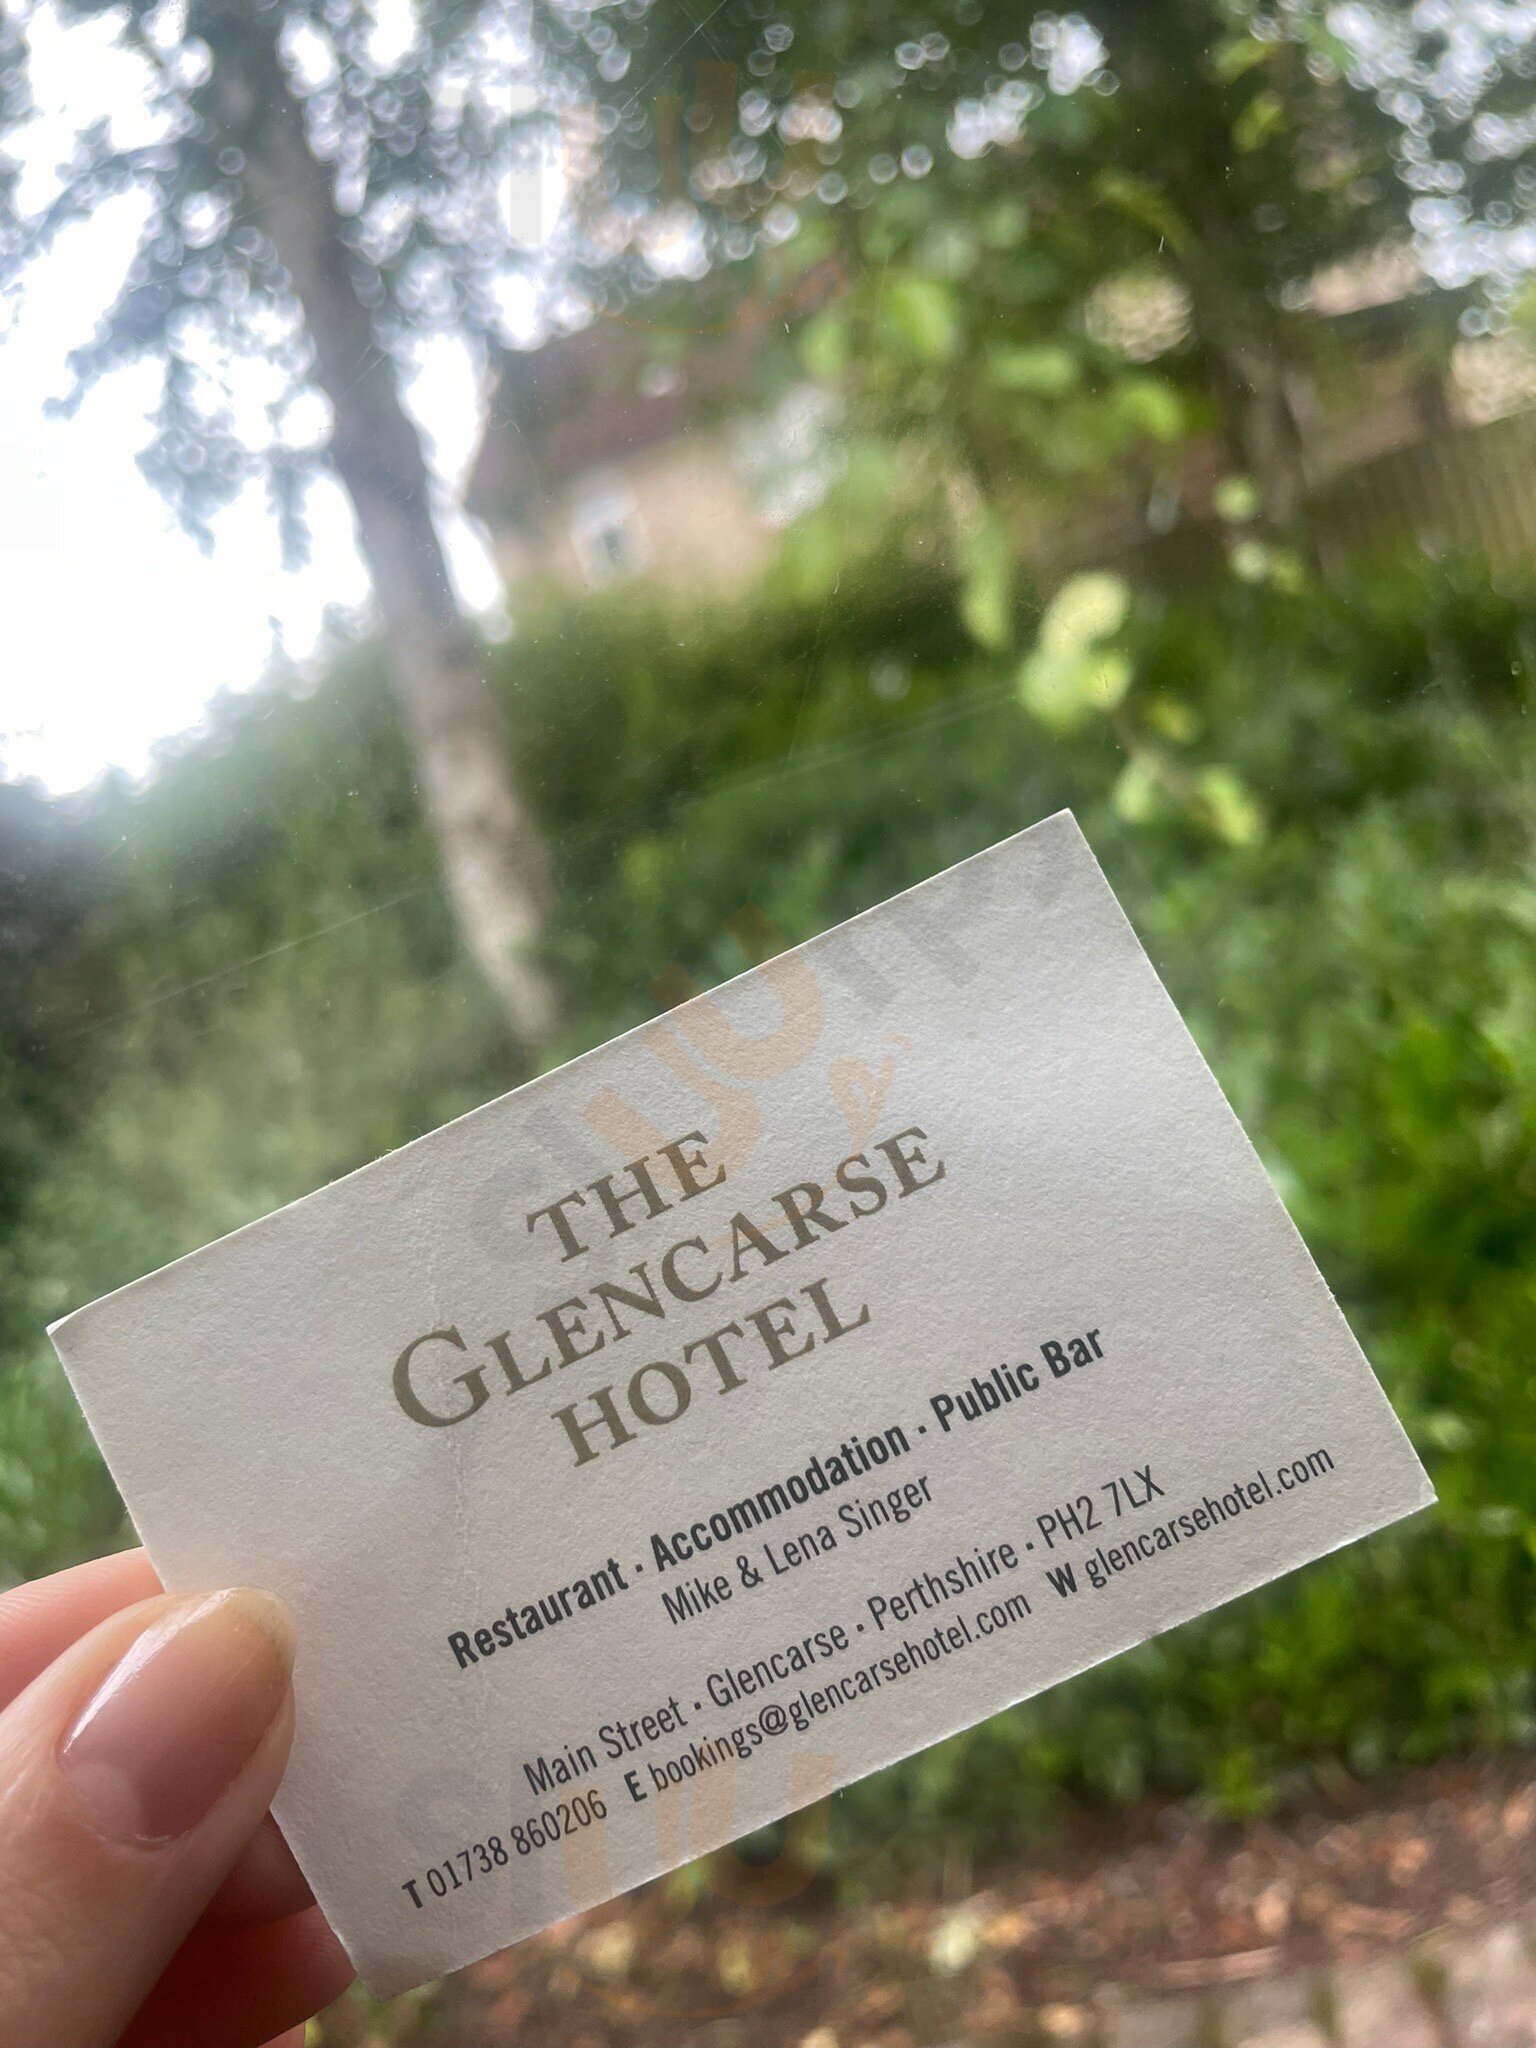 THE
GLENCARSE
HOTEL
Restaurant · Accommodation · Public Bar
Mike & Lena Singer
Main Street · Glencarse · Perthshire · PH2 7LX
T 01738 860206 E bookings@glencarsehotel.com W glencarsehotel.com